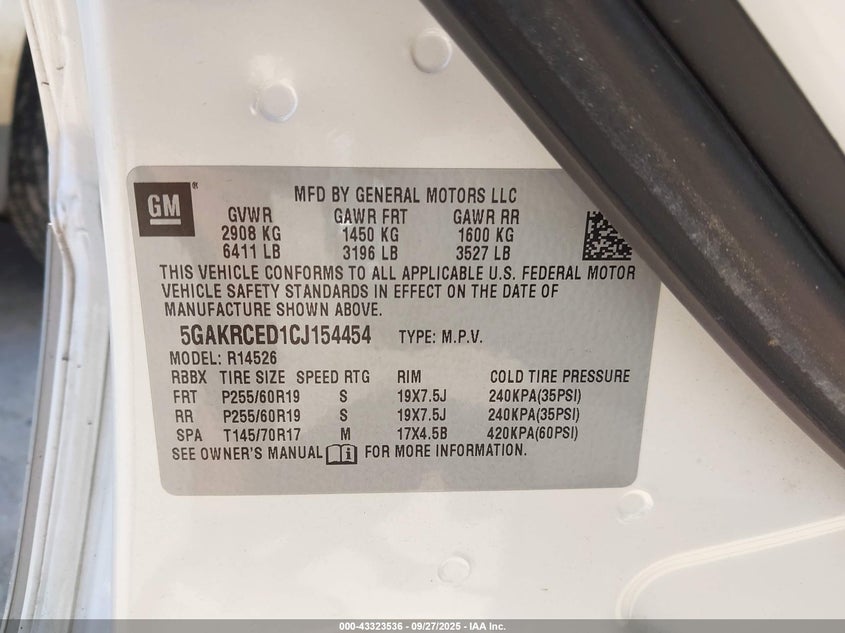 GM ®
MFD BY GENERAL MOTORS LLC
GVWR GAWR FRT GAWR RR
2908 KG 1450 KG 1600 KG
6411 LB 3196 LB 3527 LB
THIS VEHICLE CONFORMS TO ALL APPLICABLE U.S. FEDERAL MOTOR
VEHICLE SAFETY STANDARDS IN EFFECT ON THE DATE OF
MANUFACTURE SHOWN ABOVE.
5GAKRCED1CJ154454 TYPE: M.P.V.
MODEL: R14526
RBBX TIRE SIZE SPEED RTG RIM COLD TIRE PRESSURE
FRT P255/60R19 S 19X7.5J 240KPA(35PSI)
RR P255/60R19 S 19X7.5J 240KPA(35PSI)
SPA T145/70R17 M 17X4.5B 420KPA(60PSI)
SEE OWNER'S MANUAL i FOR MORE INFORMATION.
000-43323536 - 09/27/2025 - IAA Inc.